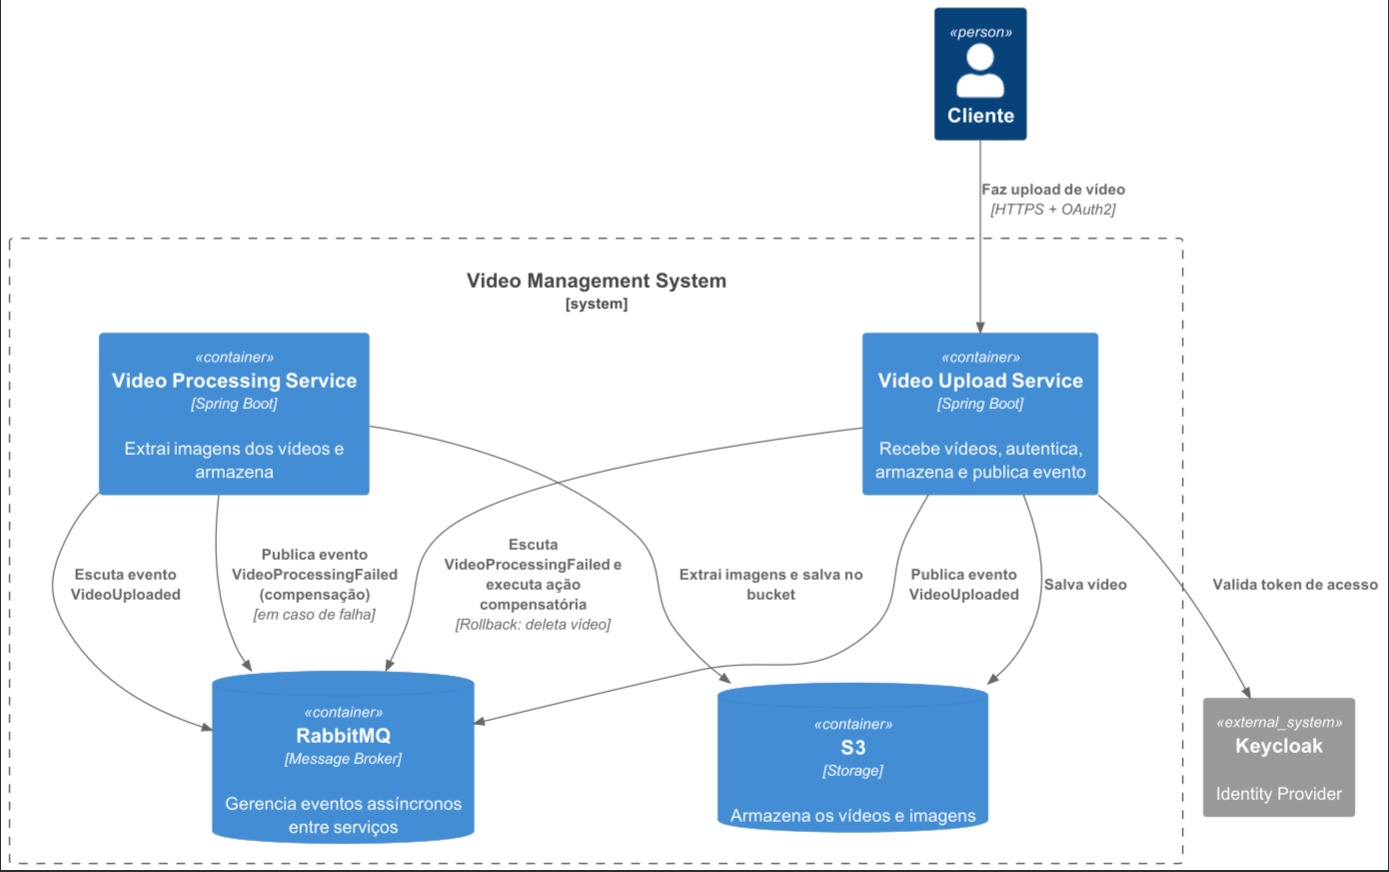 «person»
Cliente
Faz upload de vídeo
[HTTPS + OAuth2]
Video Management System
[system]
«container»
Video Processing Service
[Spring Boot]
Extrai imagens dos vídeos e
armazena
«container»
Video Upload Service
[Spring Boot]
Recebe vídeos, autentica,
armazena e publica evento
Escuta evento
VideoUploaded
Publica evento
VideoProcessingFailed
(compensação)
[em caso de falha]
Escuta
VideoProcessingFailed e
executa ação
compensatória
[Rollback: deleta vídeo]
Extrai imagens e salva no
bucket
Publica evento
VideoUploaded
Salva vídeo
Valida token de acesso
«container»
RabbitMQ
[Message Broker]
Gerencia eventos assíncronos
entre serviços
«container»
S3
[Storage]
Armazena os vídeos e imagens
«external_system»
Keycloak
Identity Provider